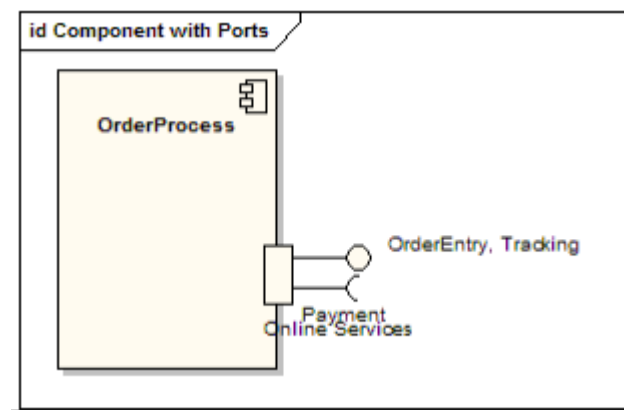 id Component with Ports
OrderProcess
OrderEntry, Tracking
Payment
Online Services